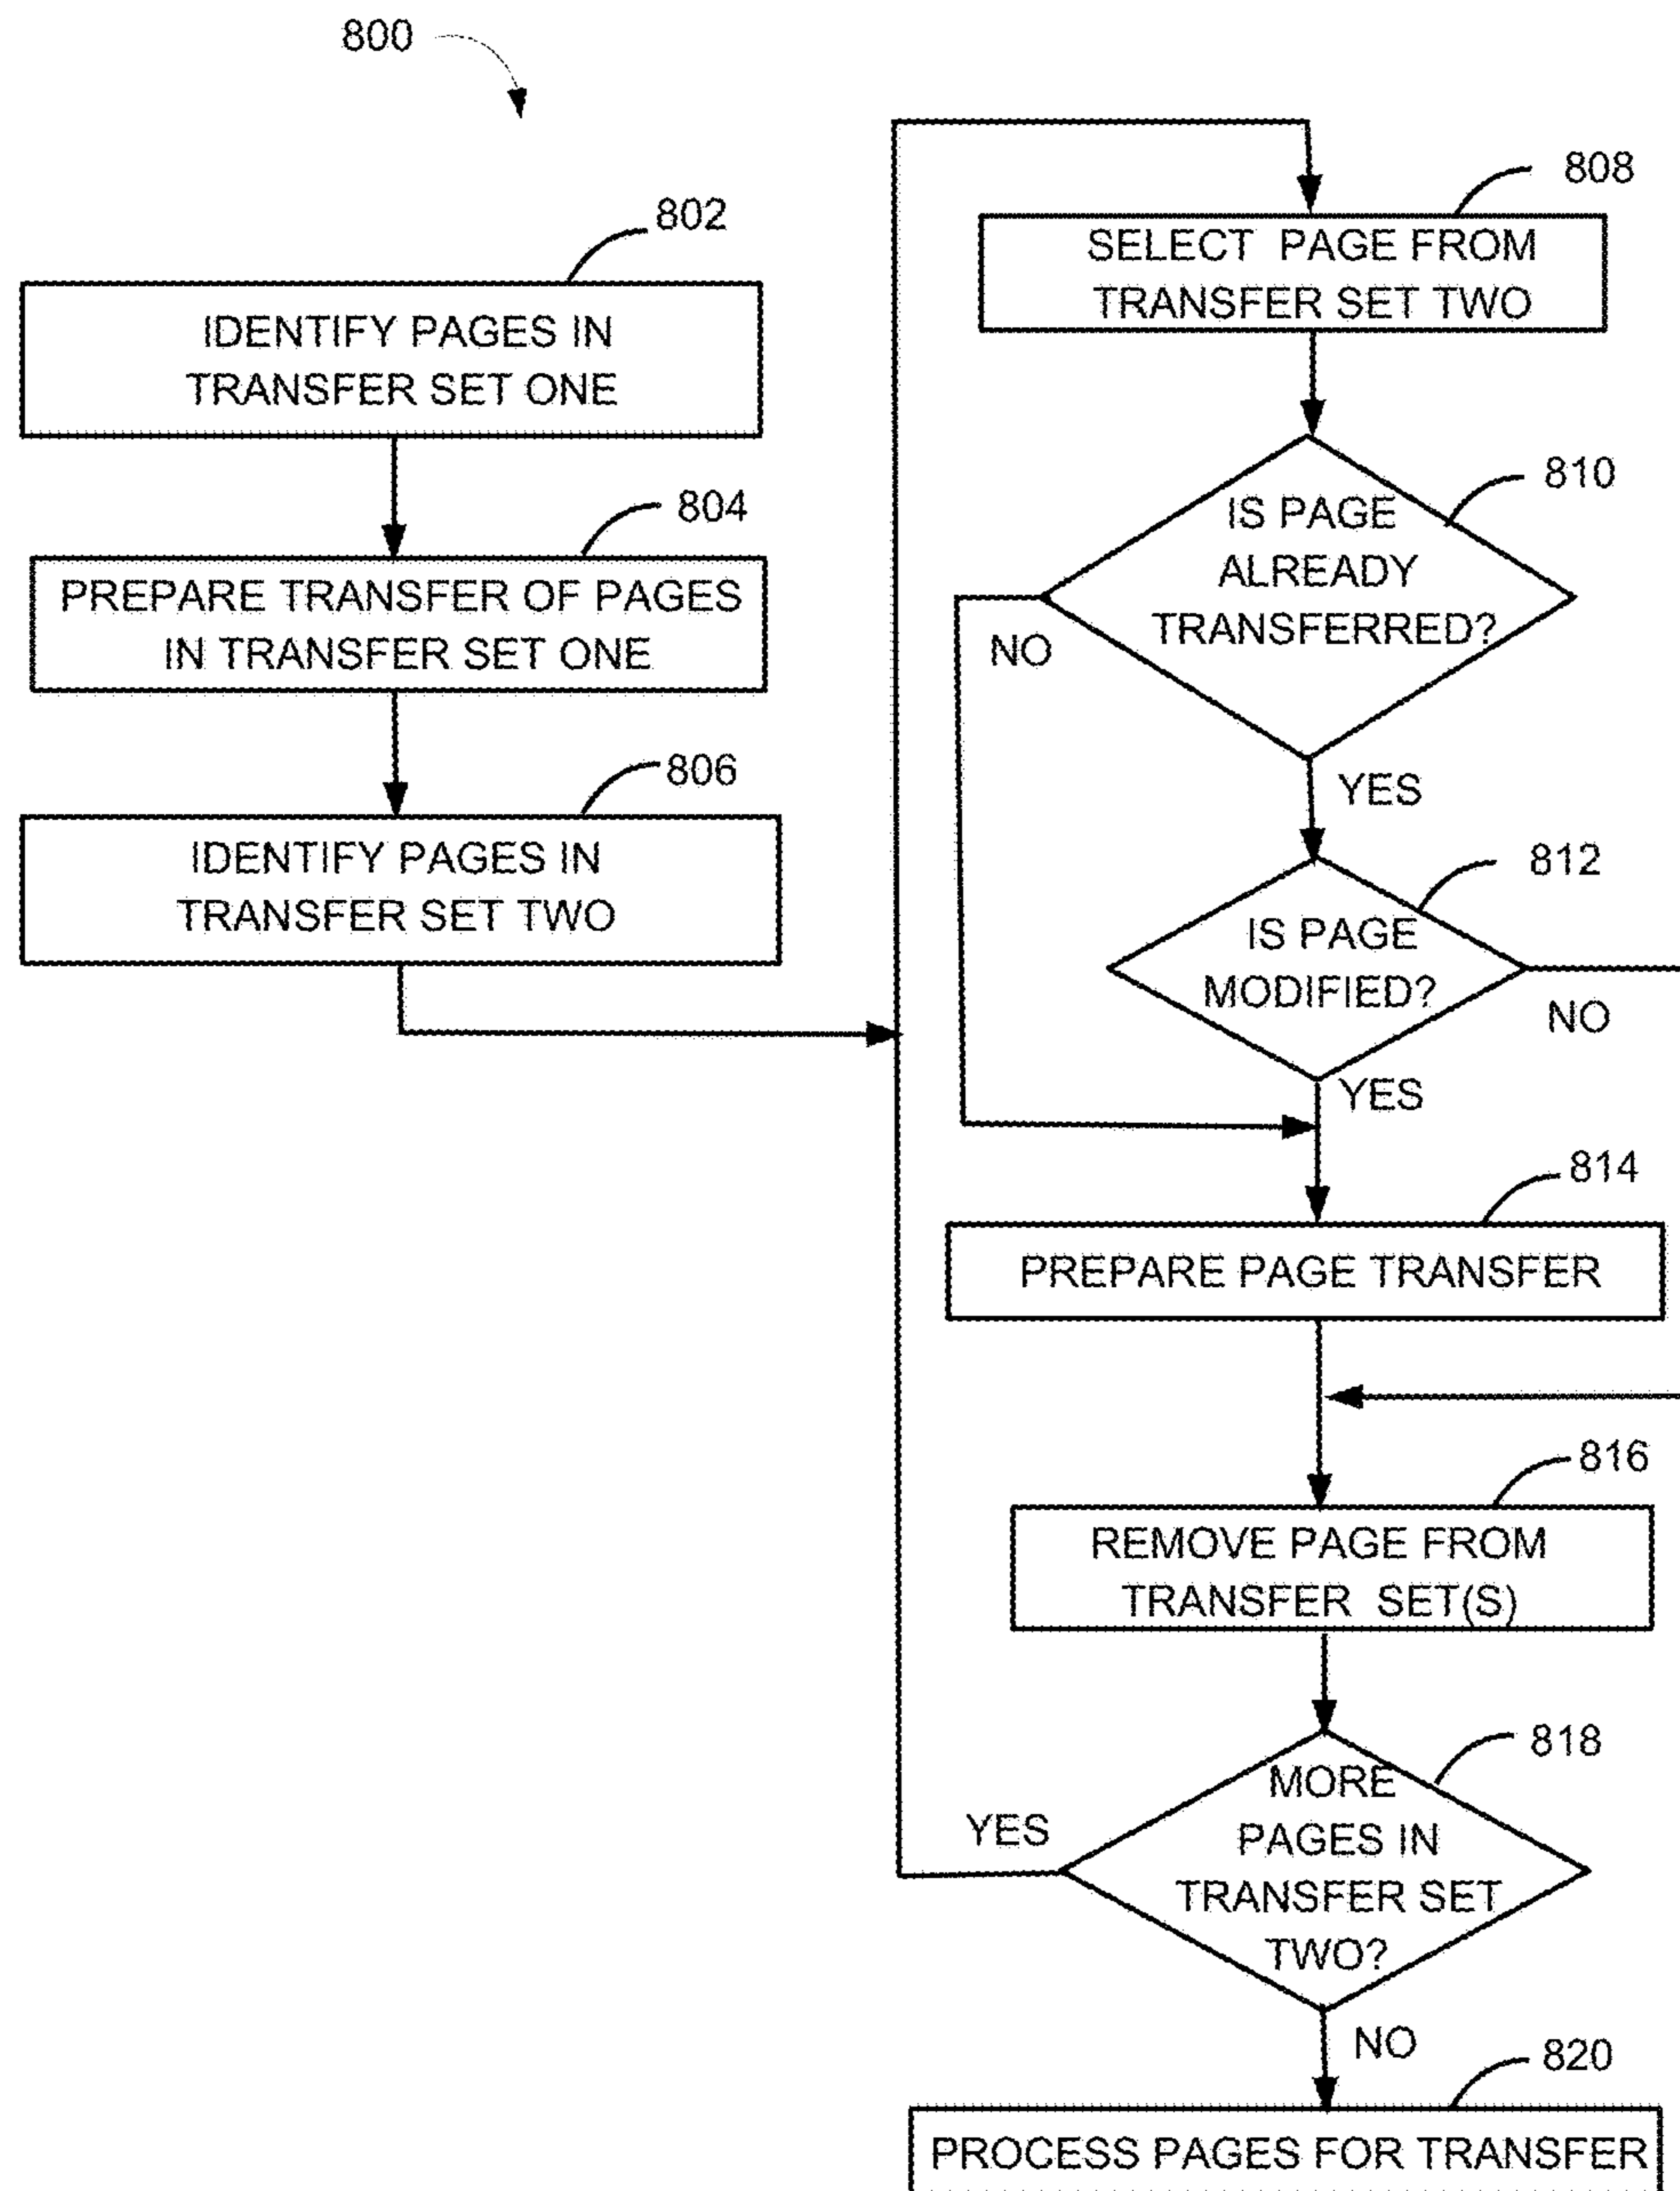 800
802
IDENTIFY PAGES IN
TRANSFER SET ONE
804
PREPARE TRANSFER OF PAGES
IN TRANSFER SET ONE
806
IDENTIFY PAGES IN
TRANSFER SET TWO
808
SELECT PAGE FROM
TRANSFER SET TWO
810
IS PAGE
ALREADY
TRANSFERRED?
NO
YES
812
IS PAGE
MODIFIED?
NO
YES
814
PREPARE PAGE TRANSFER
816
REMOVE PAGE FROM
TRANSFER SET(S)
818
MORE
PAGES IN
TRANSFER SET
TWO?
YES
NO
820
PROCESS PAGES FOR TRANSFER